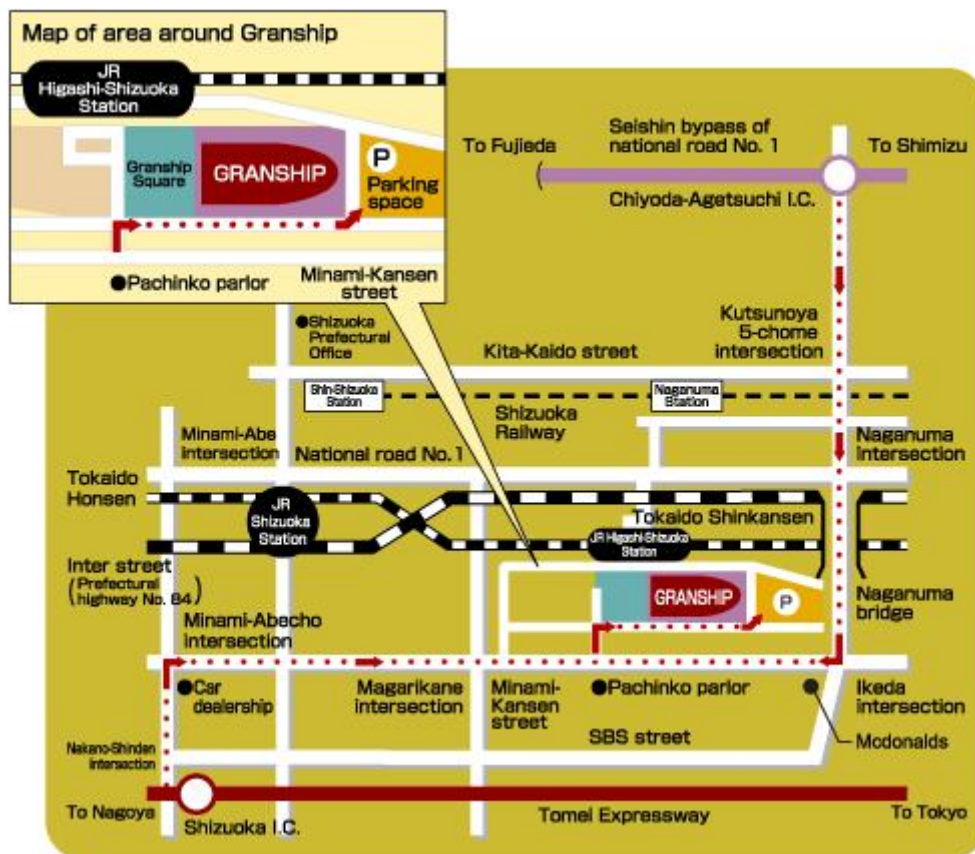 Map of area around Granship
JR
Higashi-Shizuoka
Station
Granship
Square
GRANSHIP
P
Parking
space
Pachinko parlor
Minami-Kansen
street
To Fujieda
Seishin bypass of
national road No. 1
To Shimizu
Chiyoda-Agetsuchi I.C.
Shizuoka
Prefectural
Office
Kutsunoya
5-chome
intersection
Kita-Kaido street
Shin-Shizuoka
Station
Naganuma
Station
Shizuoka
Railway
Minami-Abe
intersection
National road No. 1
Naganuma
intersection
Tokaido
Honsen
JR
Shizuoka
Station
Tokaido Shinkansen
JR Higashi-Shizuoka
Station
Inter street
(Prefectural
highway No. 84)
GRANSHIP
P
Naganuma
bridge
Minami-Abecho
intersection
Car
dealership
Magarikane
intersection
Minami-
Kansen
street
Pachinko parlor
Ikeda
intersection
Mcdonalds
SBS street
Nakano-Shinden
intersection
To Nagoya
Shizuoka I.C.
Tomei Expressway
To Tokyo